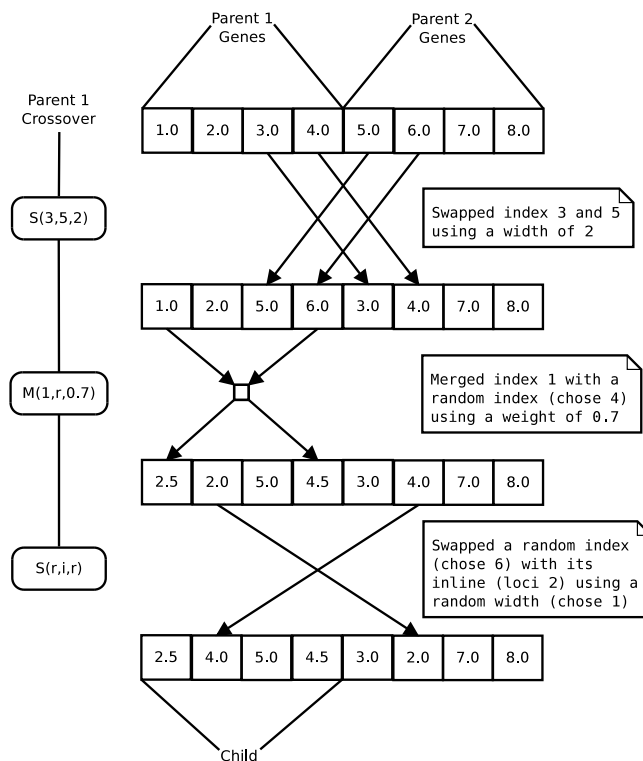 Parent 1
Genes
Parent 2
Genes
Parent 1
Crossover
1.0 2.0 3.0 4.0 5.0 6.0 7.0 8.0
S(3,5,2)
Swapped index 3 and 5
using a width of 2
1.0 2.0 5.0 6.0 3.0 4.0 7.0 8.0
M(1,r,0.7)
Merged index 1 with a
random index (chose 4)
using a weight of 0.7
2.5 2.0 5.0 4.5 3.0 4.0 7.0 8.0
S(r,i,r)
Swapped a random index
(chose 6) with its
inline (loci 2) using a
random width (chose 1)
2.5 4.0 5.0 4.5 3.0 2.0 7.0 8.0
Child